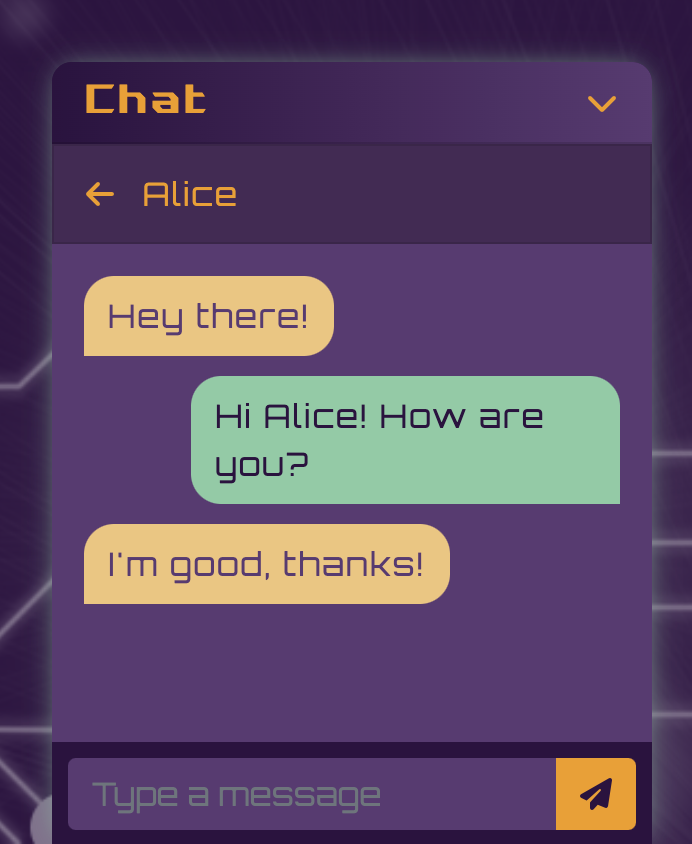 Chat
Alice
Hey there!
Hi Alice! How are
you?
I'm good, thanks!
Type a message